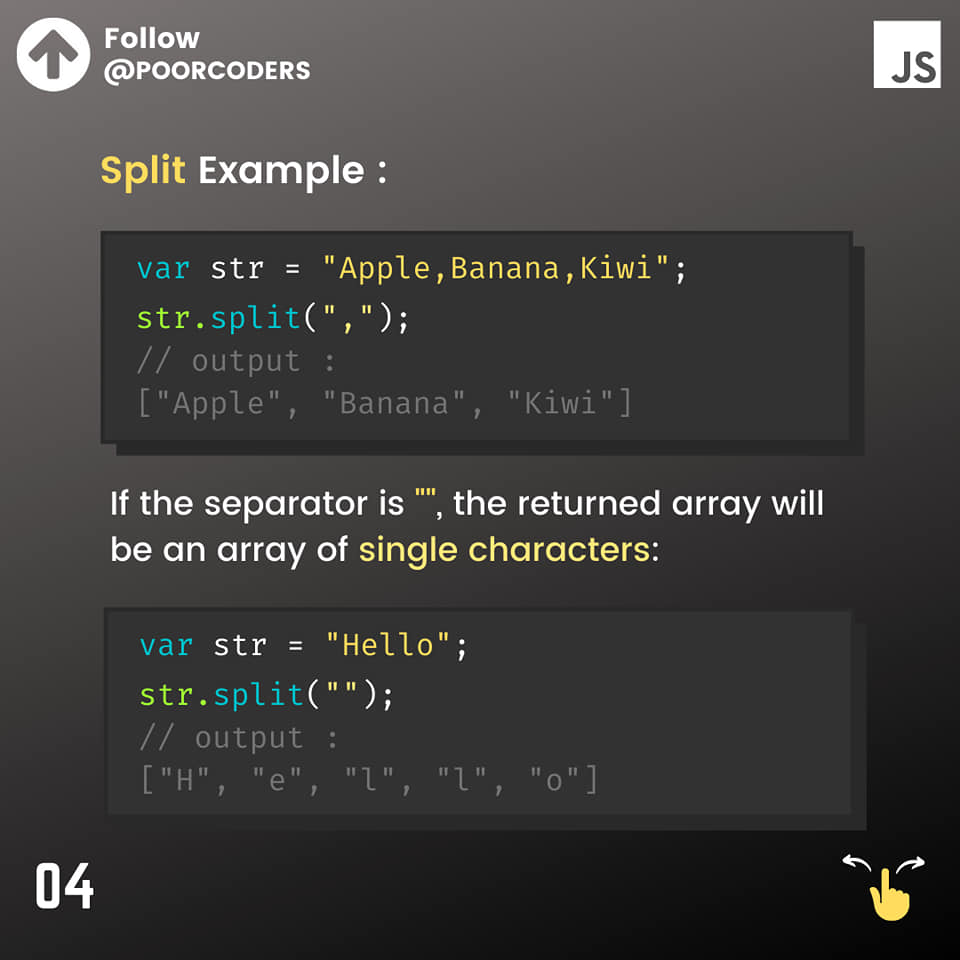 Follow
@POORCODERS
JS
Split Example :
var str = "Apple,Banana,Kiwi";
str.split(",");
// output :
["Apple", "Banana", "Kiwi"]
If the separator is "", the returned array will
be an array of single characters:
var str = "Hello";
str.split("");
// output :
["H", "e", "l", "l", "o"]
04